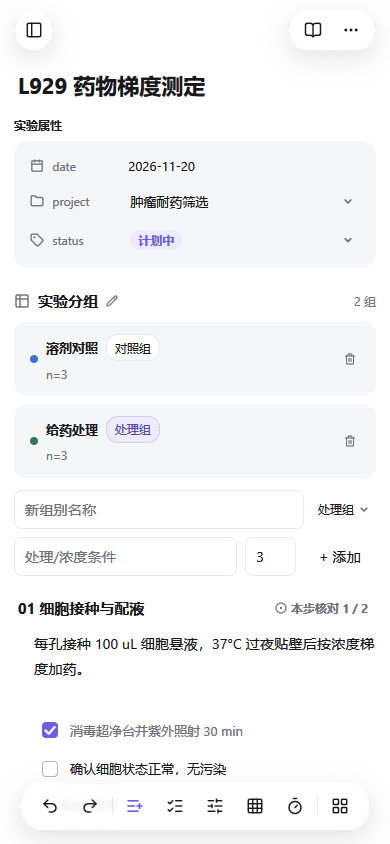 L929 药物梯度测定
实验属性
date 2026-11-20
project 肿瘤耐药筛选
status 计划中
实验分组 2 组
溶剂对照 对照组
n=3
给药处理 处理组
n=3
新组别名称 处理组
处理/浓度条件 3 + 添加
01 细胞接种与配液 本步核对 1 / 2
每孔接种 100 uL 细胞悬液，37°C 过夜贴壁后按浓度梯
度加药。
消毒超净台并紫外照射 30 min
确认细胞状态正常，无污染